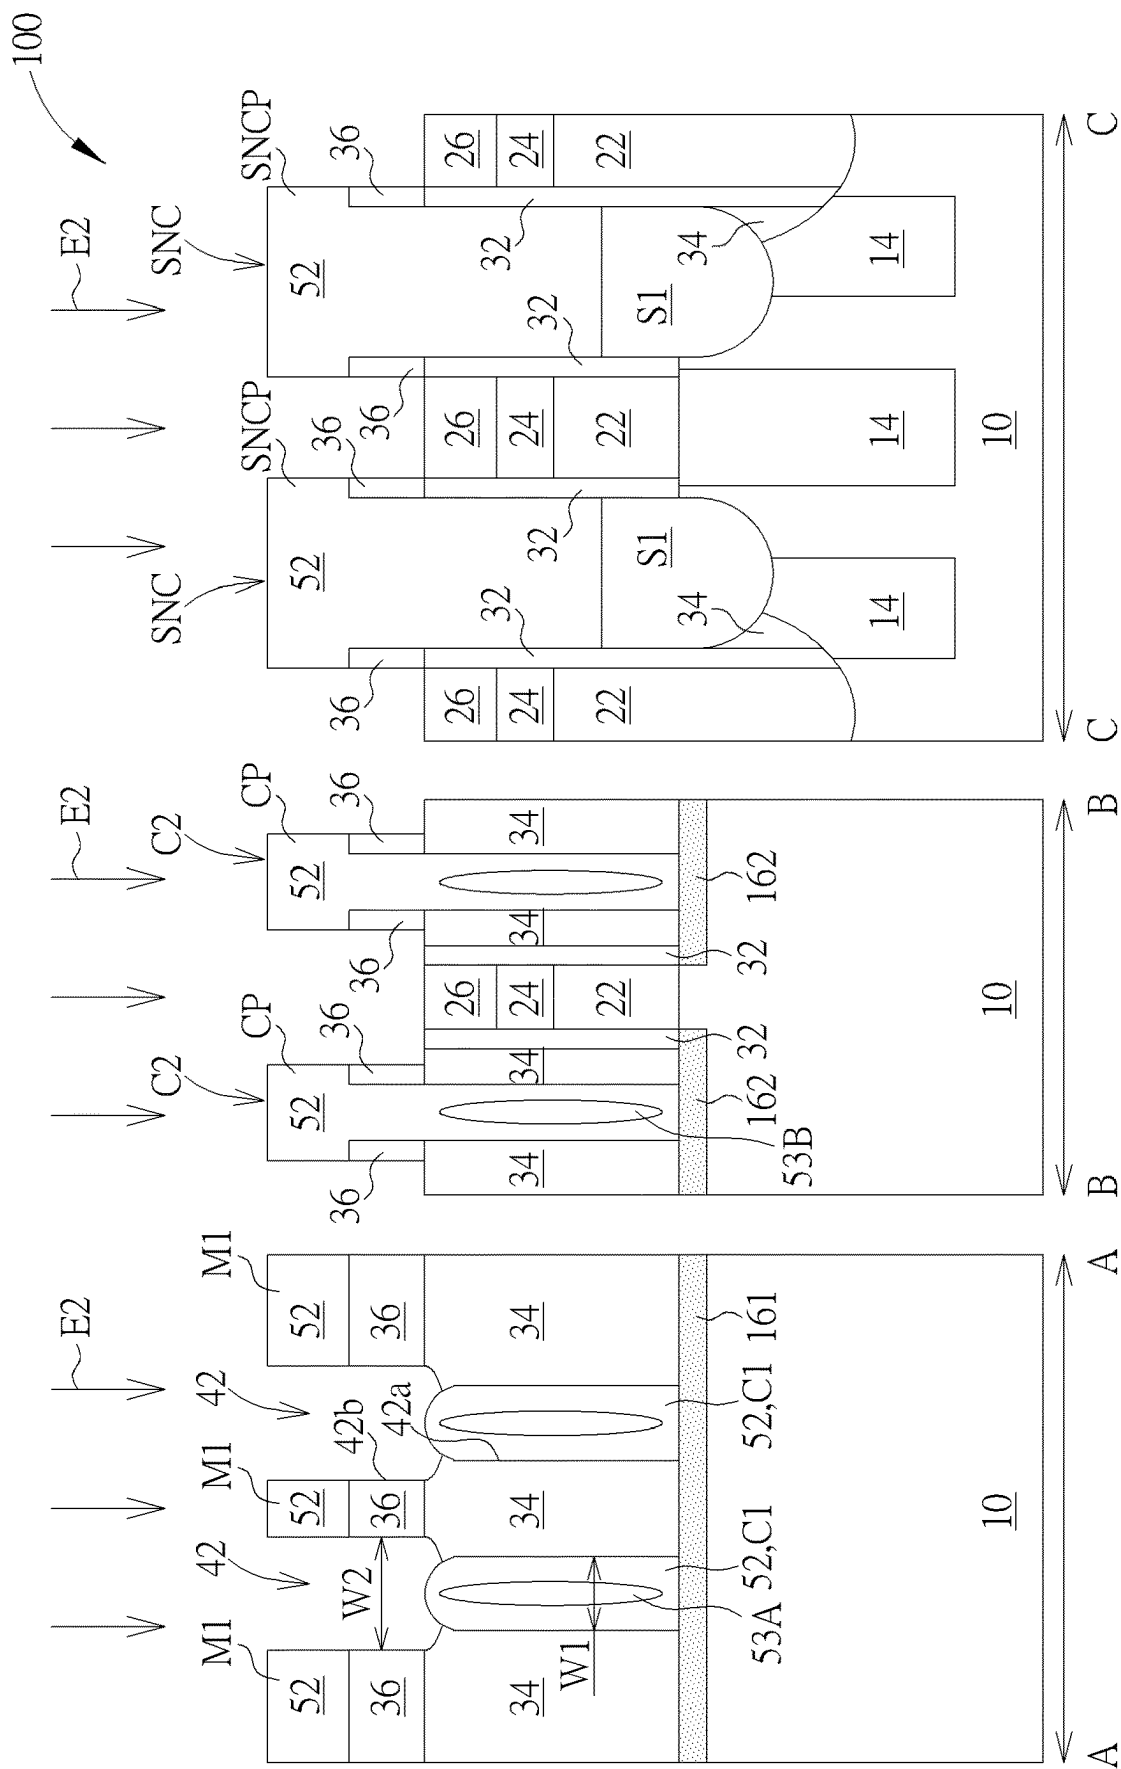 100
E2 E2 E2
C2 C2 SNC SNC
M1 42 M1 42 M1
CP CP SNCP SNCP
52 52 52 52 52 52 52
42b 36 36 36 36 36
W2 36 36 36 36 36 36
42a
26 26 26 26
34 34 34 34 34 34 34
24 24 24 24
32 32 32 32
W1
22 22 22 22
S1 S1
34 34
53A 52,C1 52,C1 161
53B 162 32 32 162
14 14 14
10 10 10
A A B B C C